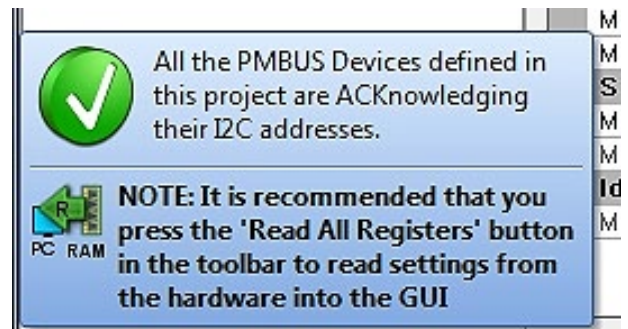 All the PMBUS Devices defined in
this project are ACKnowledging
their I2C addresses.
NOTE: It is recommended that you
press the 'Read All Registers' button
in the toolbar to read settings from
the hardware into the GUI
R
PC RAM
M
M
S
M
M
Id
M